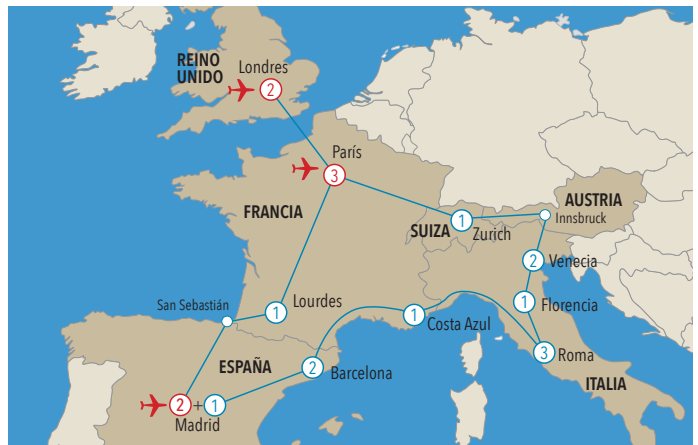 REINO
UNIDO
Londres
2
París
3
FRANCIA
AUSTRIA
Innsbruck
SUIZA
1
Zurich
2
Venecia
San Sebastián
Lourdes
1
1
Florencia
1
Costa Azul
3
Roma
ESPAÑA
2
Barcelona
ITALIA
2 + 1
Madrid